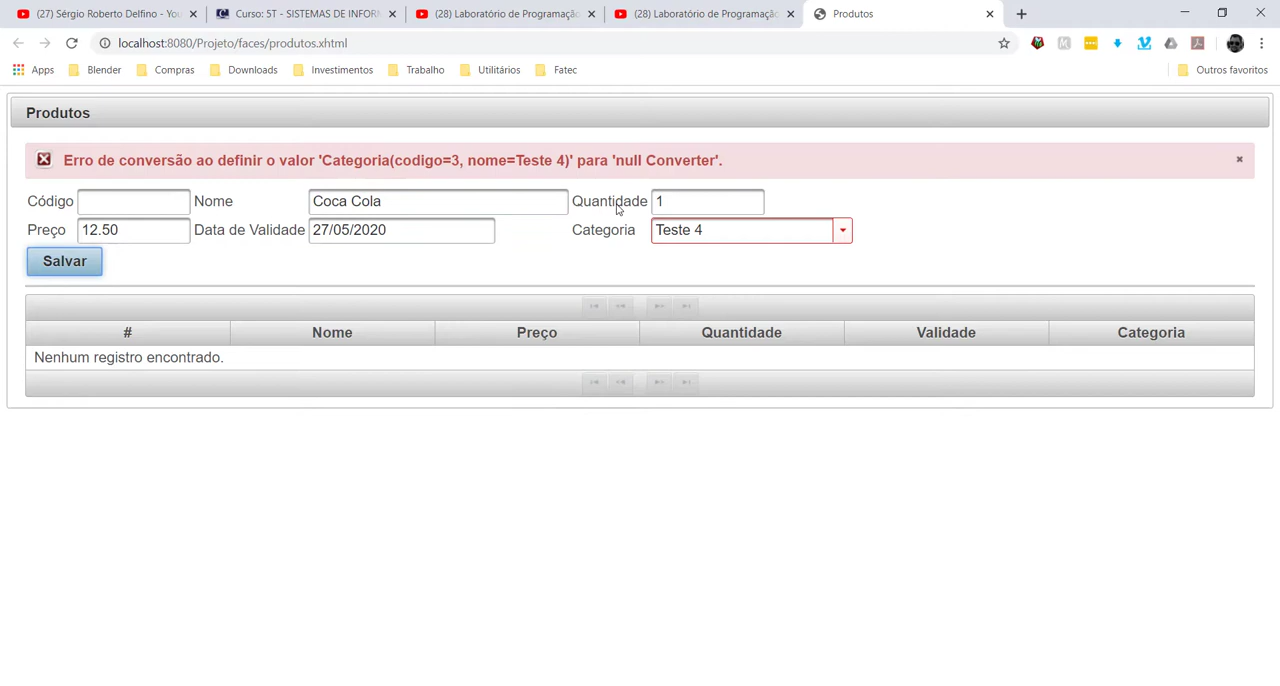 (27) Sérgio Roberto Delfino - You
Curso: 5T - SISTEMAS DE INFOR
(28) Laboratório de Programação
(28) Laboratório de Programação
Produtos
localhost:8080/Projeto/faces/produtos.xhtml
Apps Blender Compras Downloads Investimentos Trabalho Utilitários Fatec Outros favoritos
Produtos
Erro de conversão ao definir o valor 'Categoria(codigo=3, nome=Teste 4)' para 'null Converter'.
Código Nome Coca Cola Quantidade 1
Preço 12.50 Data de Validade 27/05/2020 Categoria Teste 4
Salvar
# Nome Preço Quantidade Validade Categoria
Nenhum registro encontrado.